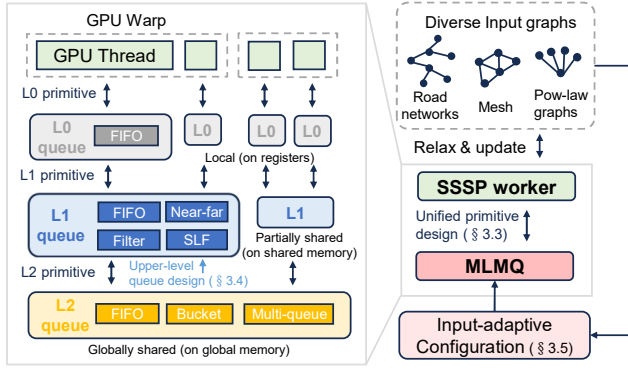 GPU Warp
GPU Thread
L0 primitive
L0
queue
FIFO
L0
L0
L0
Local (on registers)
L1 primitive
L1
queue
FIFO
Near-far
Filter
SLF
L1
Partially shared
(on shared memory)
L2 primitive
Upper-level
queue design ( § 3.4)
L2
queue
FIFO
Bucket
Multi-queue
Globally shared (on global memory)
Diverse Input graphs
Road
networks
Mesh
Pow-law
graphs
Relax & update
SSSP worker
Unified primitive
design ( § 3.3)
MLMQ
Input-adaptive
Configuration ( § 3.5)